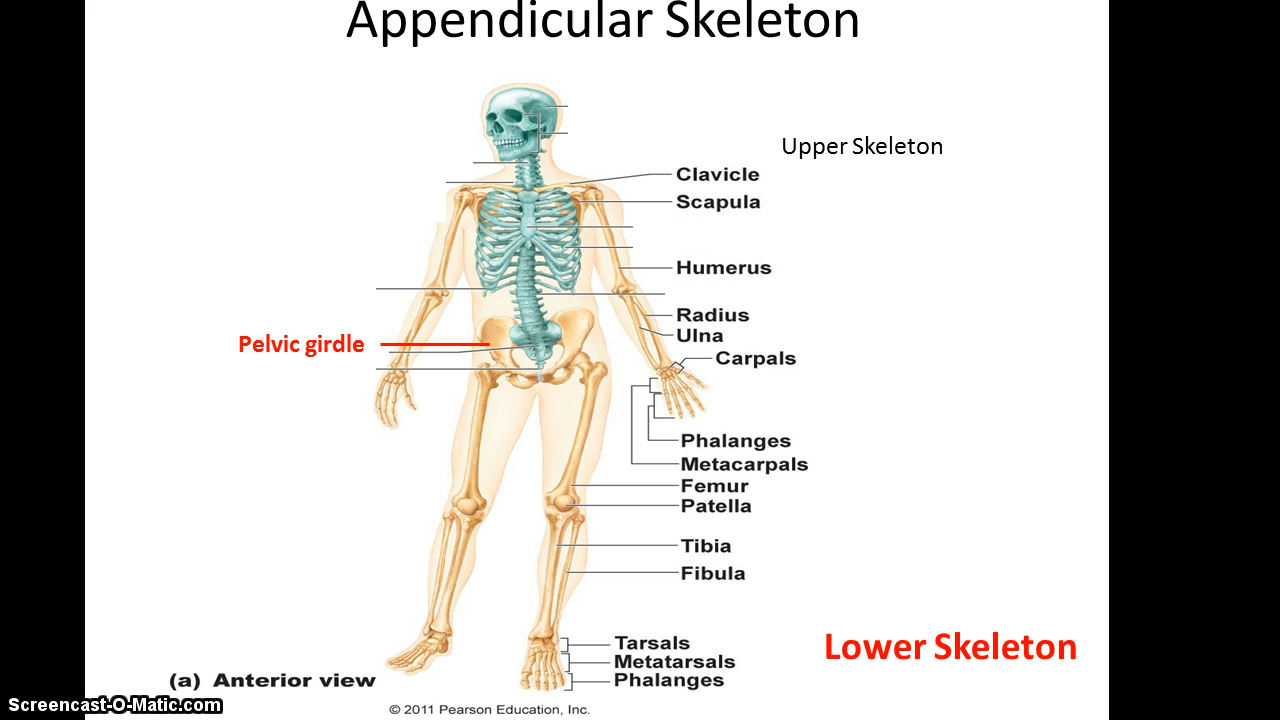 Appendicular Skeleton
Upper Skeleton
Clavicle
Scapula
Humerus
Radius
Ulna
Pelvic girdle
Carpals
Phalanges
Metacarpals
Femur
Patella
Tibia
Fibula
Tarsals
Lower Skeleton
Metatarsals
Phalanges
(a) Anterior view
Screencast-O-Matic.com
© 2011 Pearson Education, Inc.